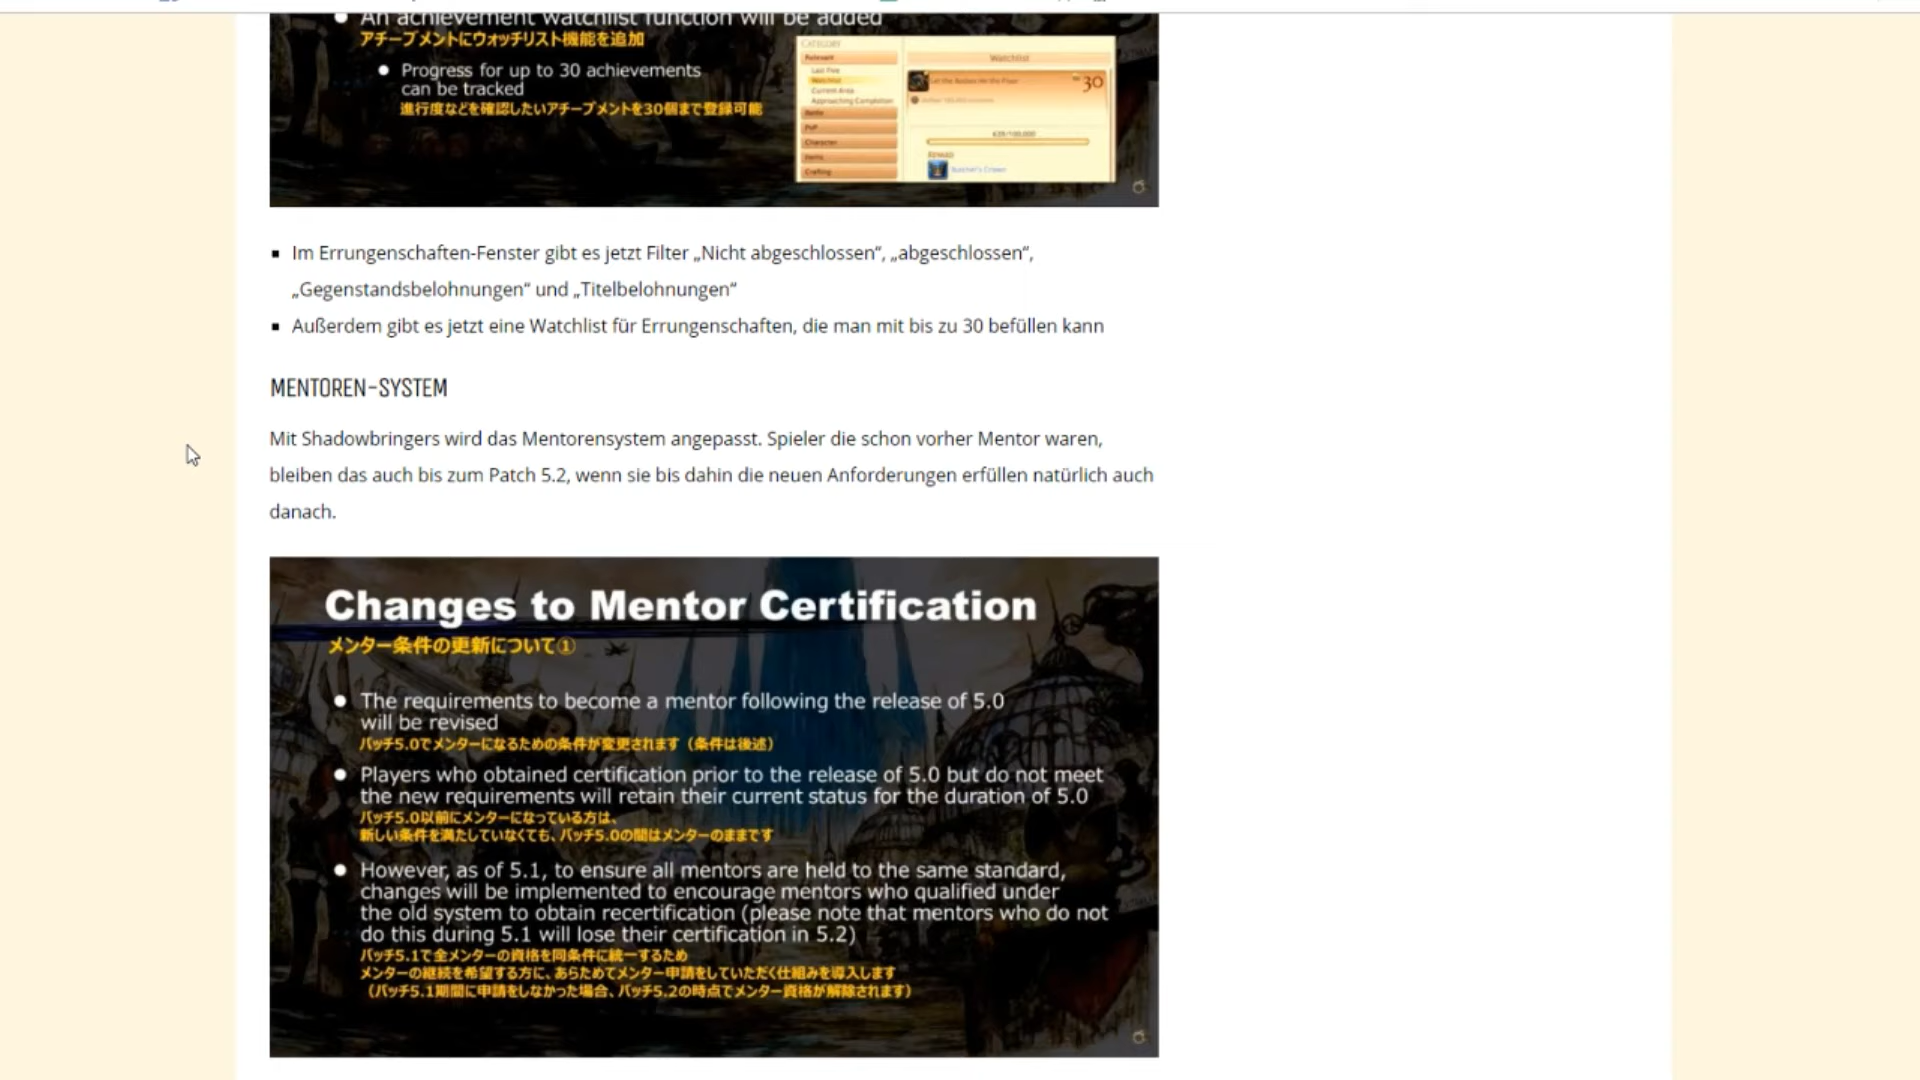 An achievement watchlist function will be added
アチーブメントにウォッチリスト機能を追加
Progress for up to 30 achievements
can be tracked
進行度などを確認したいアチーブメントを30個まで登録可能
CATEGORY
Relevant
Watchlist
Current Area
Approaching Completion
Battle
PvP
Character
Items
Crafting
Watchlist
30
Reward
Butcher's Crown
Im Errungenschaften-Fenster gibt es jetzt Filter „Nicht abgeschlossen“, „abgeschlossen“,
„Gegenstandsbelohnungen“ und „Titelbelohnungen“
Außerdem gibt es jetzt eine Watchlist für Errungenschaften, die man mit bis zu 30 befüllen kann
MENTOREN-SYSTEM
Mit Shadowbringers wird das Mentorensystem angepasst. Spieler die schon vorher Mentor waren,
bleiben das auch bis zum Patch 5.2, wenn sie bis dahin die neuen Anforderungen erfüllen natürlich auch
danach.
Changes to Mentor Certification
メンター条件の更新について①
The requirements to become a mentor following the release of 5.0
will be revised
パッチ5.0でメンターになるための条件が変更されます（条件は後述）
Players who obtained certification prior to the release of 5.0 but do not meet
the new requirements will retain their current status for the duration of 5.0
パッチ5.0以前にメンターになっている方は、
新しい条件を満たしていなくても、パッチ5.0の間はメンターのままです
However, as of 5.1, to ensure all mentors are held to the same standard,
changes will be implemented to encourage mentors who qualified under
the old system to obtain recertification (please note that mentors who do not
do this during 5.1 will lose their certification in 5.2)
パッチ5.1で全メンターの資格を同条件に統一するため
メンターの継続を希望する方に、あらためてメンター申請をしていただく仕組みを導入します
（パッチ5.1期間に申請をしなかった場合、パッチ5.2の時点でメンター資格が解除されます）